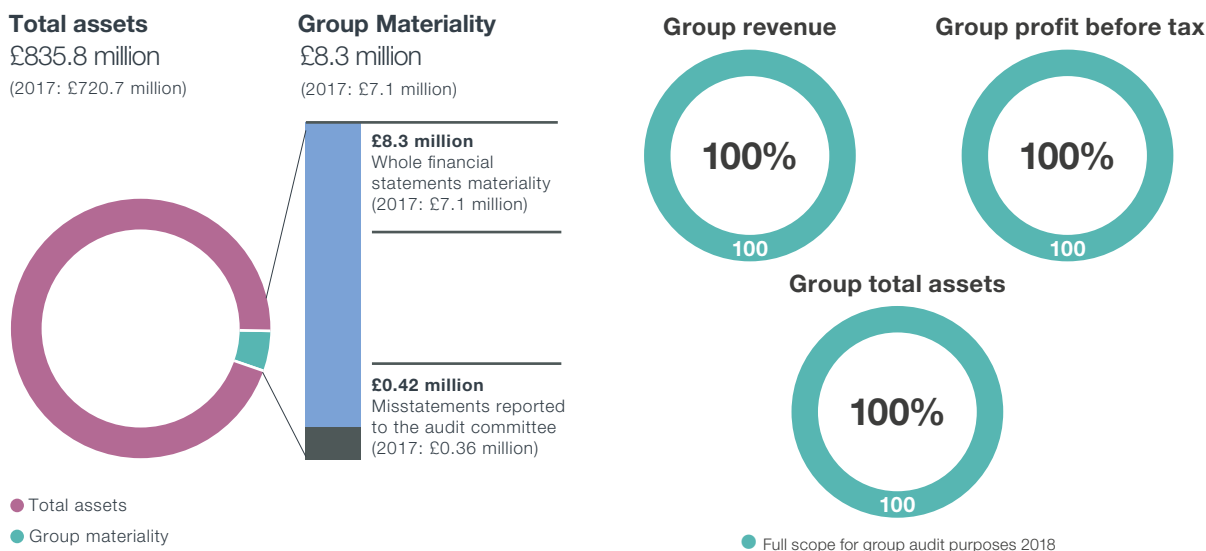 Total assets
£835.8 million
(2017: £720.7 million)
Group Materiality
£8.3 million
(2017: £7.1 million)
£8.3 million
Whole financial
statements materiality
(2017: £7.1 million)
£0.42 million
Misstatements reported
to the audit committee
(2017: £0.36 million)
Total assets
Group materiality
Group revenue
100%
100
Group profit before tax
100%
100
Group total assets
100%
100
Full scope for group audit purposes 2018